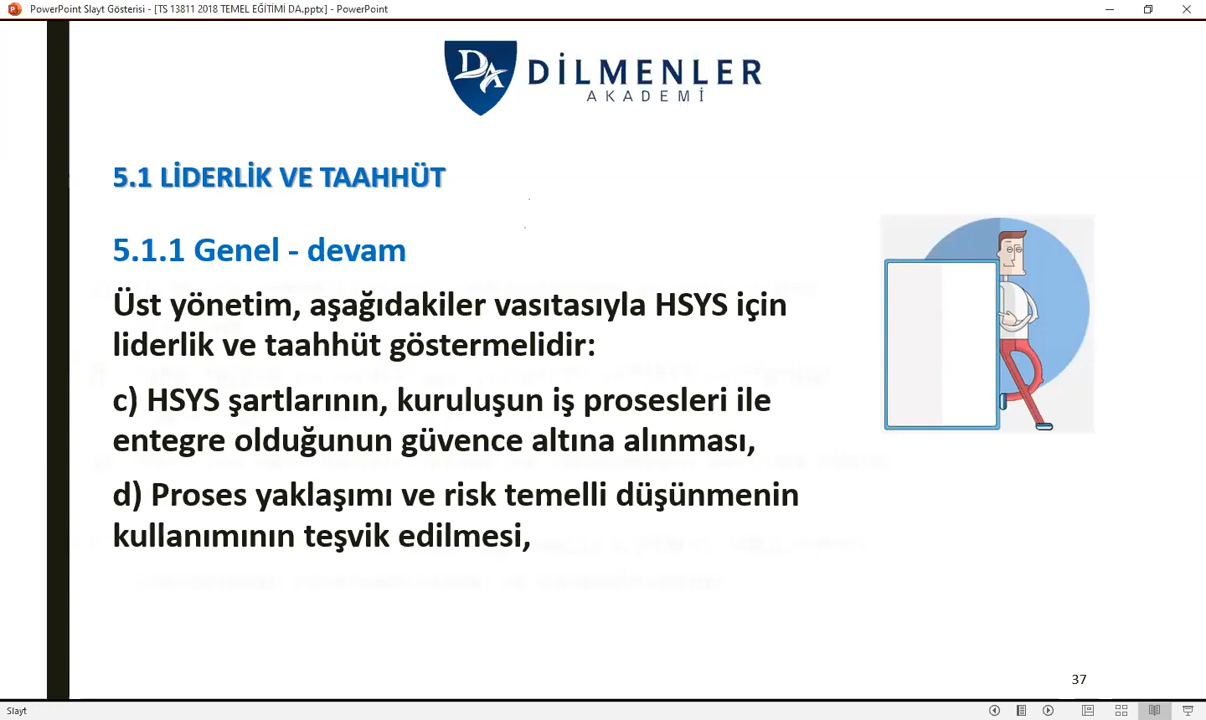 PowerPoint Slayt Gösterisi - [TS 13811 2018 TEMEL EĞİTİMİ DA.pptx] - PowerPoint
DA
DİLMENLER
AKADEMİ
5.1 LİDERLİK VE TAAHHÜT
5.1.1 Genel - devam
Üst yönetim, aşağıdakiler vasıtasıyla HSYS için
liderlik ve taahhüt göstermelidir:
c) HSYS şartlarının, kuruluşun iş prosesleri ile
entegre olduğunun güvence altına alınması,
d) Proses yaklaşımı ve risk temelli düşünmenin
kullanımının teşvik edilmesi,
37
Slayt